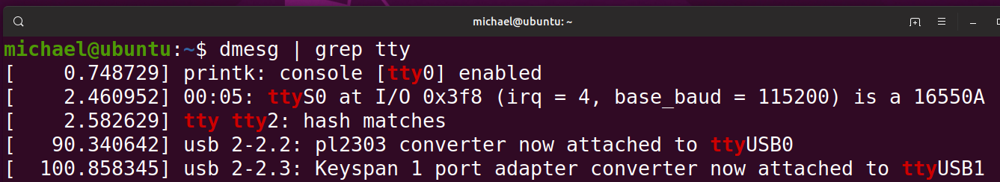 michael@ubuntu: ~
michael@ubuntu:~$ dmesg | grep tty
[    0.748729] printk: console [tty0] enabled
[    2.460952] 00:05: ttyS0 at I/O 0x3f8 (irq = 4, base_baud = 115200) is a 16550A
[    2.582629] tty tty2: hash matches
[   90.340642] usb 2-2.2: pl2303 converter now attached to ttyUSB0
[  100.858345] usb 2-2.3: Keyspan 1 port adapter converter now attached to ttyUSB1